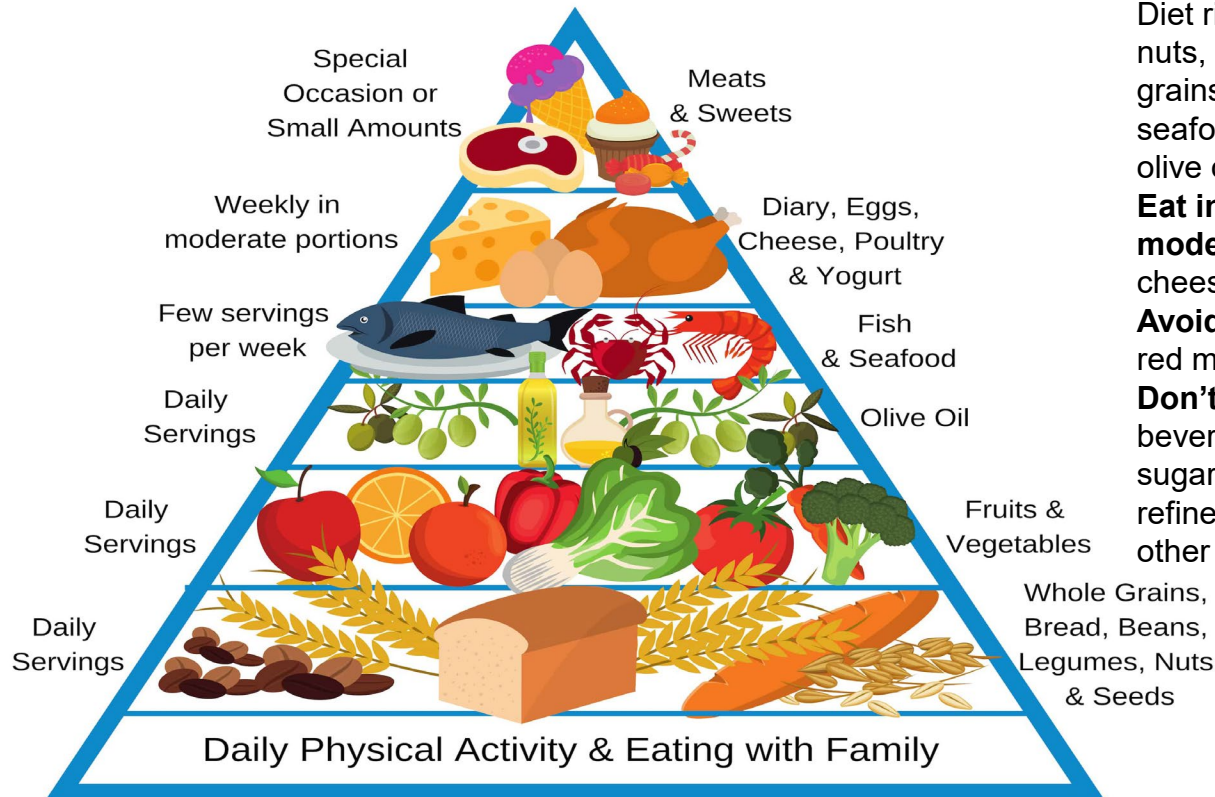 Special
Occasion or
Small Amounts
Meats
& Sweets
Weekly in
moderate portions
Diary, Eggs,
Cheese, Poultry
& Yogurt
Few servings
per week
Fish
& Seafood
Daily
Servings
Olive Oil
Daily
Servings
Fruits &
Vegetables
Daily
Servings
Whole Grains,
Bread, Beans,
Legumes, Nuts
& Seeds
Daily Physical Activity & Eating with Family
Diet
nuts,
olive
Eat
red
Don't
other